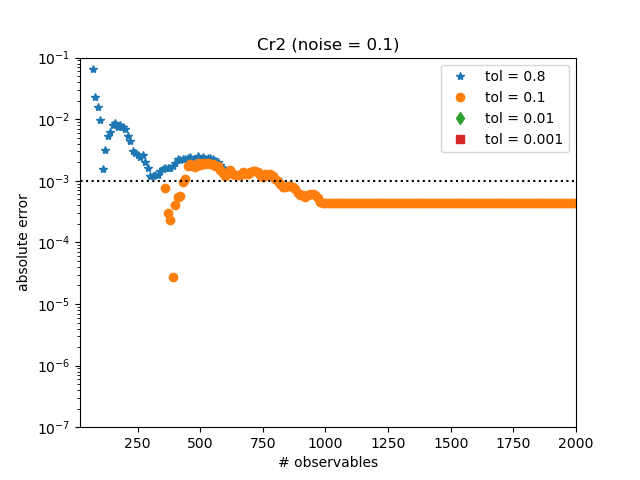 Cr2 (noise = 0.1)
absolute error
10⁻¹
10⁻²
10⁻³
10⁻⁴
10⁻⁵
10⁻⁶
10⁻⁷
tol = 0.8
tol = 0.1
tol = 0.01
tol = 0.001
250 500 750 1000 1250 1500 1750 2000
# observables